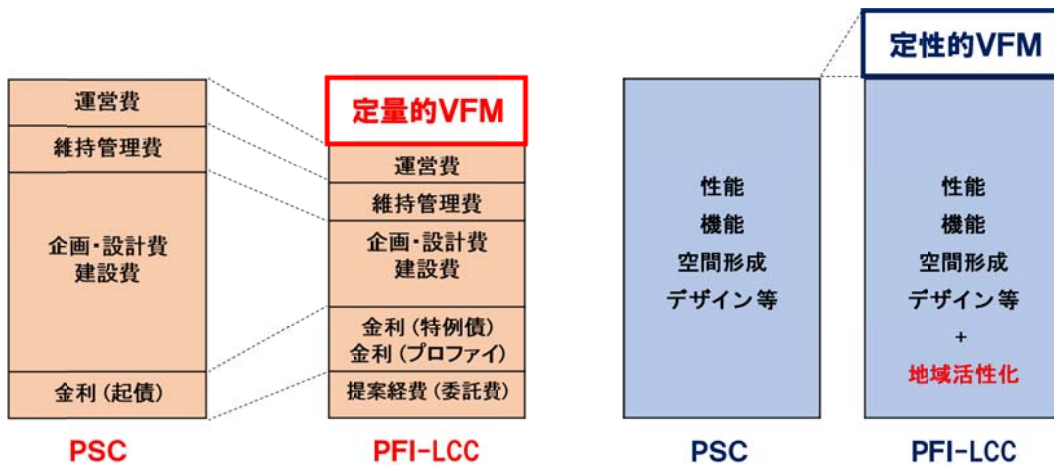 運営費
維持管理費
企画・設計費
建設費
金利(起債)
PSC
定量的VFM
運営費
維持管理費
企画・設計費
建設費
金利(特例債)
金利(プロファイ)
提案経費(委託費)
PFI-LCC
性能
機能
空間形成
デザイン等
PSC
定性的VFM
性能
機能
空間形成
デザイン等
+
地域活性化
PFI-LCC